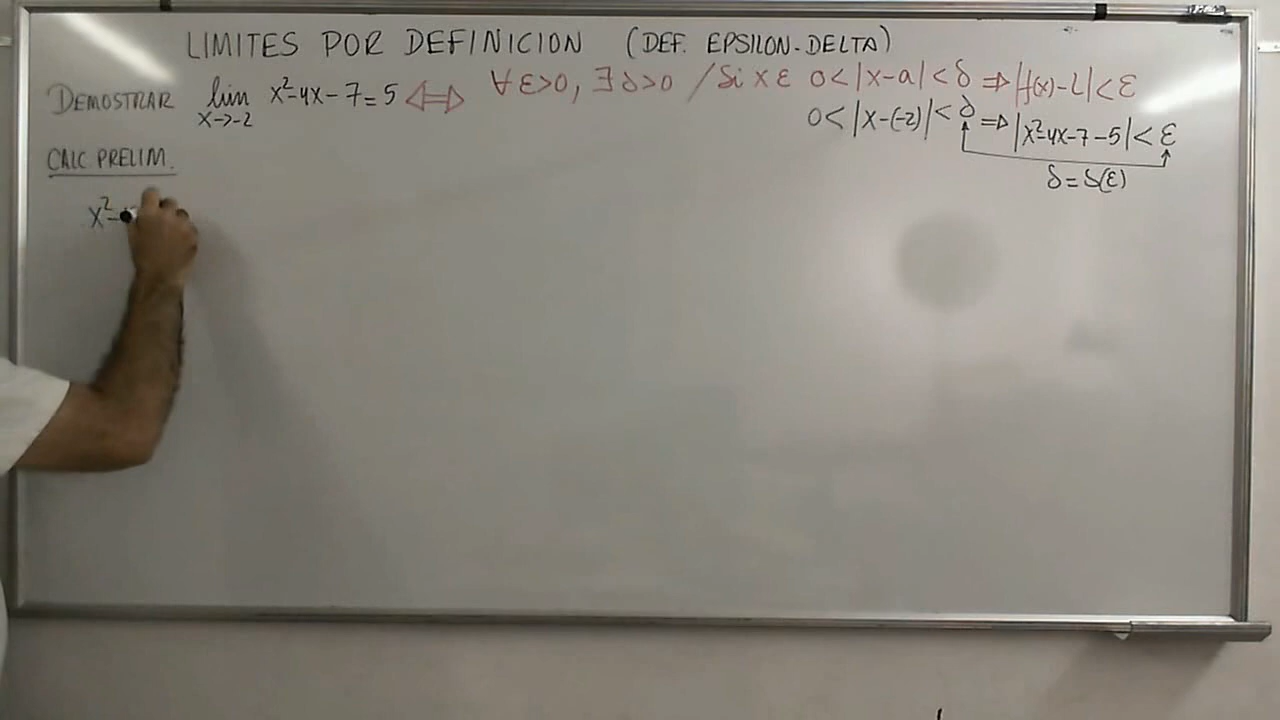 LIMITES POR DEFINICION (DEF. EPSILON-DELTA)
DEMOSTRAR lim x²-4x-7=5 ⇔ ∀ε>0, ∃δ>0 / Si x ε 0<|x-a|<δ ⇒ |f(x)-L|<ε
x→-2
0<|x-(-2)|<δ ⇒ |x²-4x-7-5|<ε
δ=δ(ε)
CALC PRELIM.
x²-